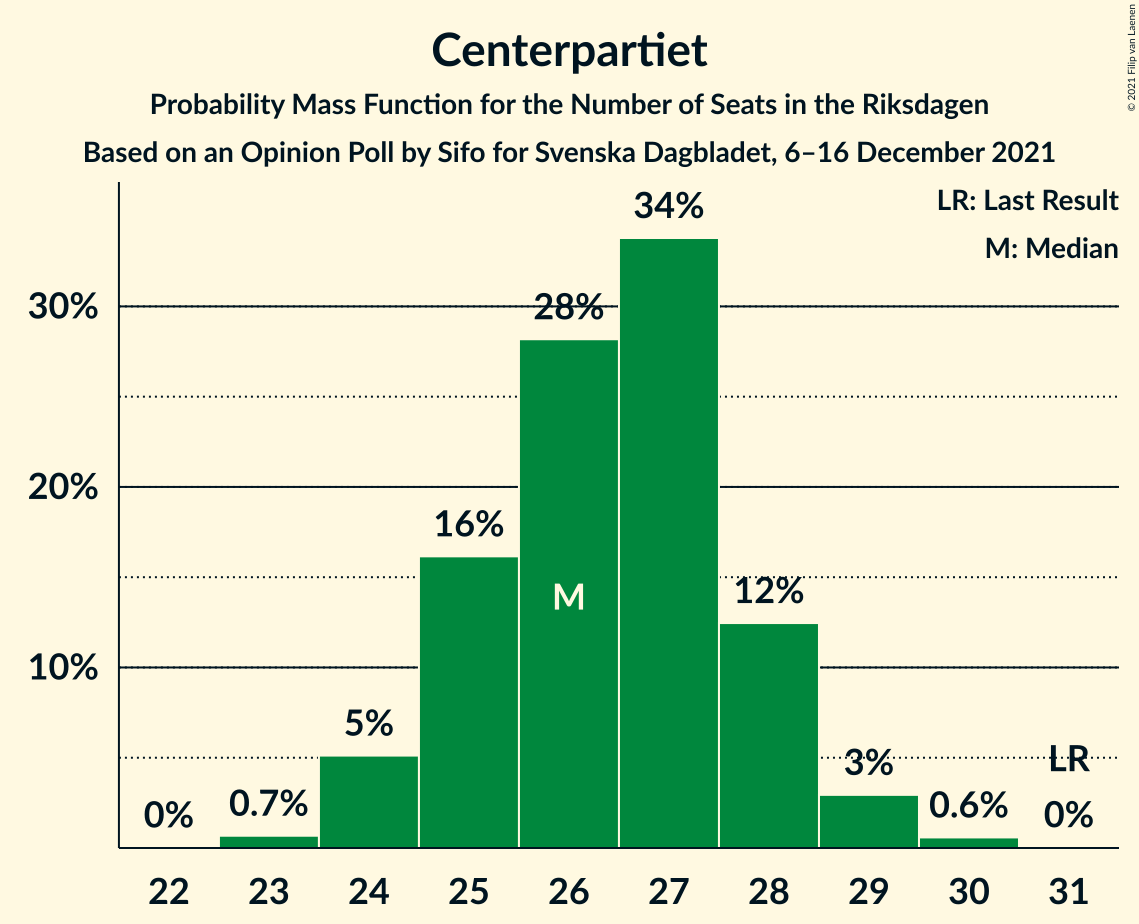 Centerpartiet
Probability Mass Function for the Number of Seats in the Riksdagen
Based on an Opinion Poll by Sifo for Svenska Dagbladet, 6–16 December 2021
© 2021 Filip van Laenen
LR: Last Result
M: Median
34%
30%
28%
20%
16%
M
12%
10%
5%
3%
LR
0%
0.7%
0.6%
0%
22 23 24 25 26 27 28 29 30 31